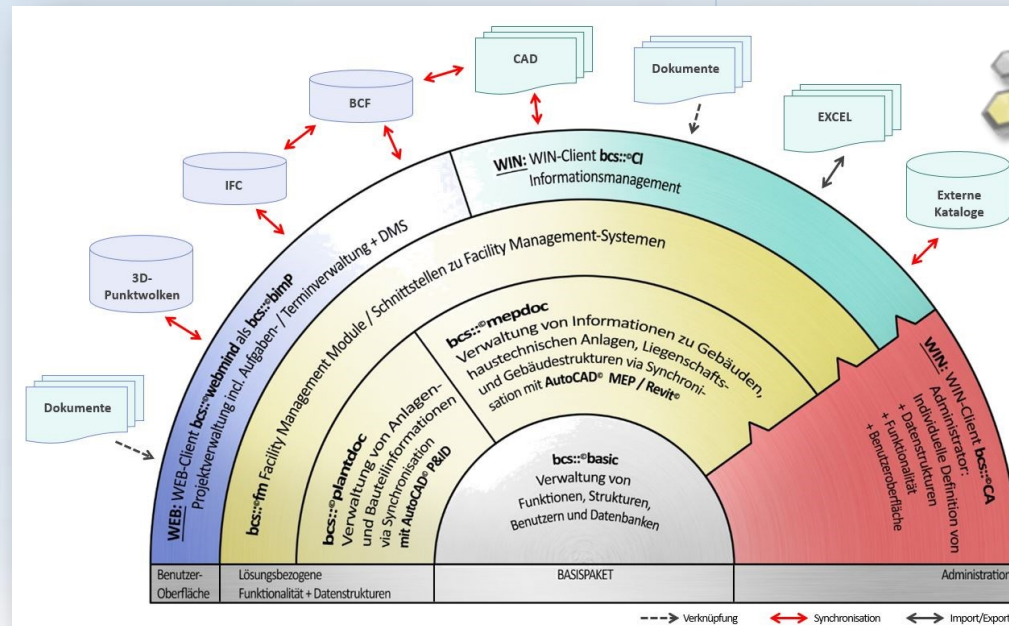 CAD
Dokumente
BCF
EXCEL
IFC
Externe
Kataloge
3D-
Punktwolken
Dokumente
WIN: WIN-Client bcs::©CI
Informationsmanagement
WEB: WEB-Client bcs::©webmind als bcs::©bimP
Projektverwaltung incl. Aufgaben- / Terminverwaltung + DMS
bcs::©fm Facility Management Module / Schnittstellen zu Facility Management-Systemen
bcs::©mepdoc
Verwaltung von Informationen zu Gebäuden,
haustechnischen Anlagen, Liegenschafts-
und Gebäudestrukturen via Synchroni-
sation mit AutoCAD© MEP / Revit©
bcs::©plantdoc
Verwaltung von Anlagen-
und Bauteilinformationen
via Synchronisation
mit AutoCAD© P&ID
bcs::©basic
Verwaltung von
Funktionen, Strukturen,
Benutzern und Datenbanken
WIN: WIN-Client bcs::©CA
Administrator:
Individuelle Definition von
+ Datenstrukturen
+ Funktionalität
+ Benutzeroberfläche
Benutzer-
Oberfläche
Lösungsbezogene
Funktionalität + Datenstrukturen
BASISPAKET
Administration
Verknüpfung
Synchronisation
Import/Export